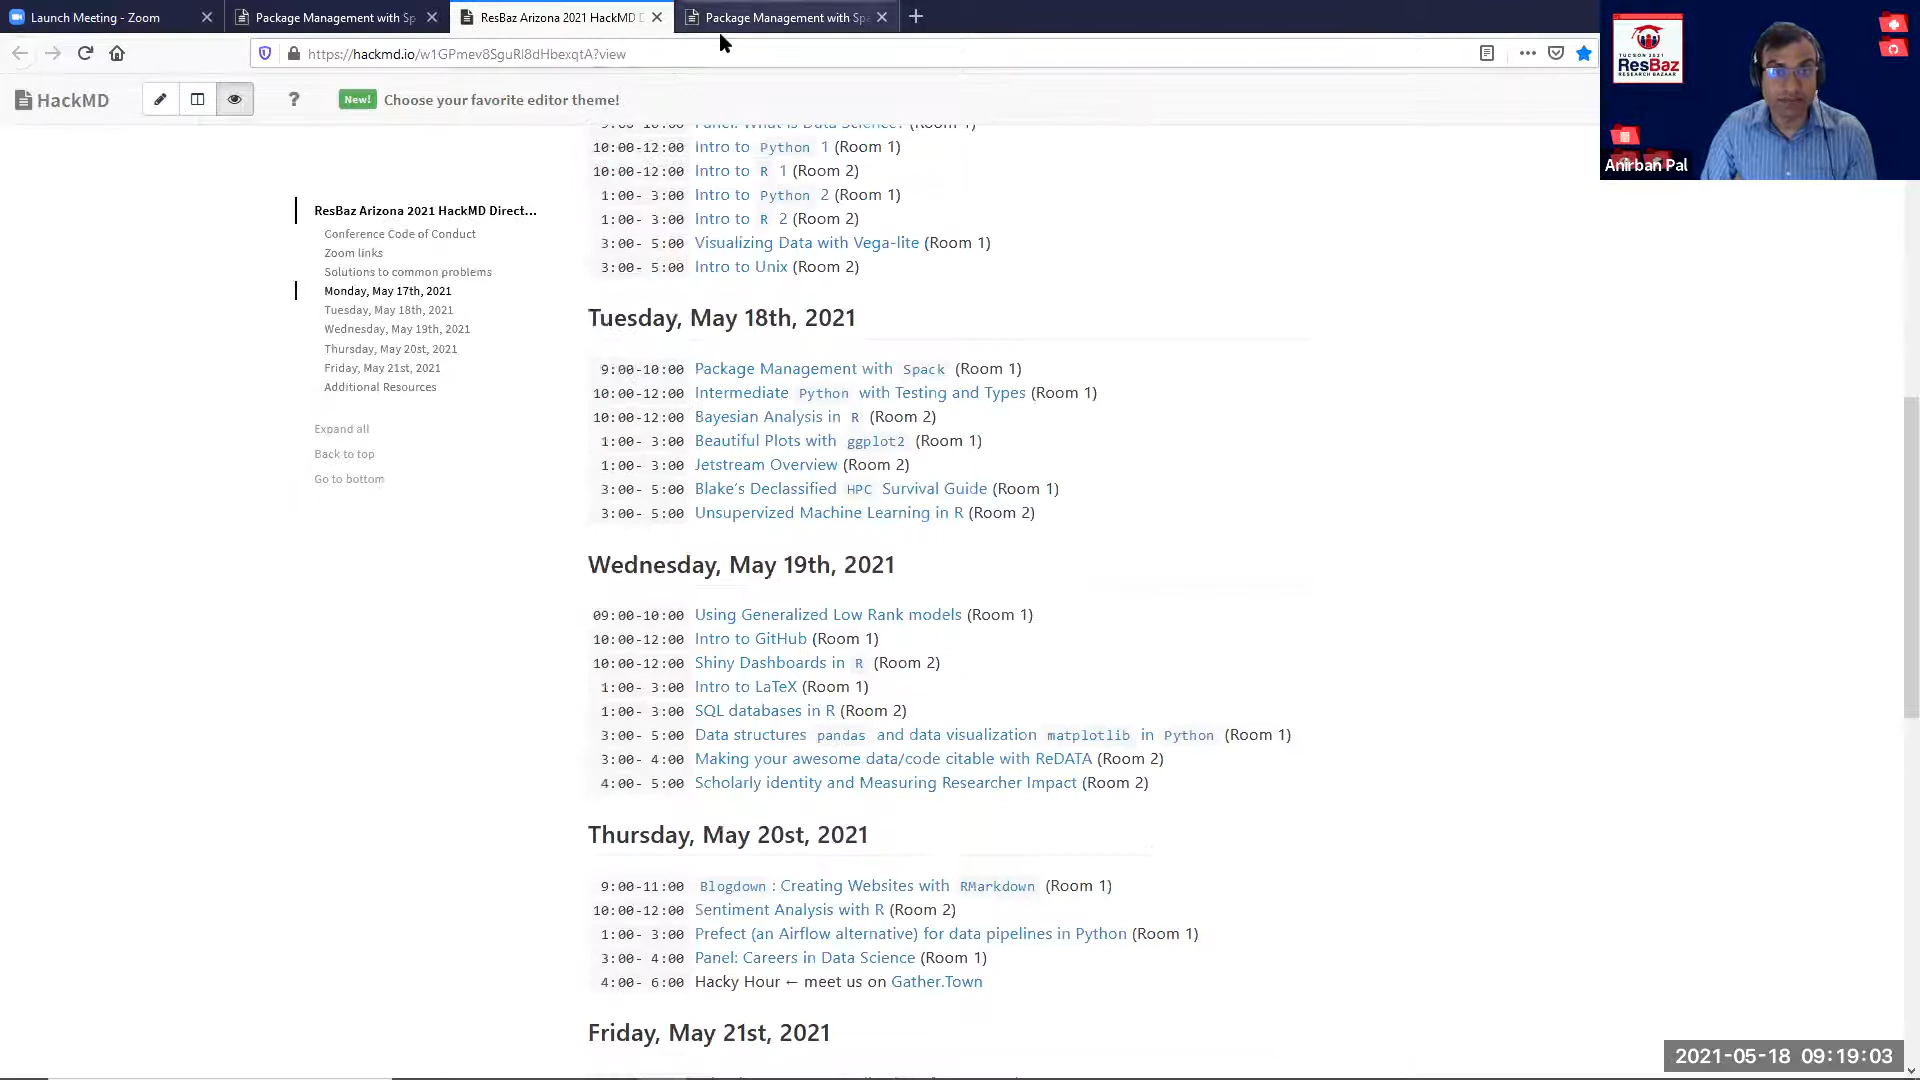 Launch Meeting - Zoom
Package Management with Sp
ResBaz Arizona 2021 HackMD D
Package Management with Spa
https://hackmd.io/w1GPmev8SguRl8dHbexqtA?view
HackMD
?
New! Choose your favorite editor theme!
TUCSON 2021
ResBaz
RESEARCH BAZAAR
Anirban Pal
ResBaz Arizona 2021 HackMD Direct...
Conference Code of Conduct
Zoom links
Solutions to common problems
Monday, May 17th, 2021
Tuesday, May 18th, 2021
Wednesday, May 19th, 2021
Thursday, May 20st, 2021
Friday, May 21st, 2021
Additional Resources
Expand all
Back to top
Go to bottom
9:00-10:00 Panel: What is Data Science? (Room 1)
10:00-12:00 Intro to Python 1 (Room 1)
10:00-12:00 Intro to R 1 (Room 2)
1:00- 3:00 Intro to Python 2 (Room 1)
1:00- 3:00 Intro to R 2 (Room 2)
3:00- 5:00 Visualizing Data with Vega-lite (Room 1)
3:00- 5:00 Intro to Unix (Room 2)
Tuesday, May 18th, 2021
9:00-10:00 Package Management with Spack (Room 1)
10:00-12:00 Intermediate Python with Testing and Types (Room 1)
10:00-12:00 Bayesian Analysis in R (Room 2)
1:00- 3:00 Beautiful Plots with ggplot2 (Room 1)
1:00- 3:00 Jetstream Overview (Room 2)
3:00- 5:00 Blake's Declassified HPC Survival Guide (Room 1)
3:00- 5:00 Unsupervized Machine Learning in R (Room 2)
Wednesday, May 19th, 2021
09:00-10:00 Using Generalized Low Rank models (Room 1)
10:00-12:00 Intro to GitHub (Room 1)
10:00-12:00 Shiny Dashboards in R (Room 2)
1:00- 3:00 Intro to LaTeX (Room 1)
1:00- 3:00 SQL databases in R (Room 2)
3:00- 5:00 Data structures pandas and data visualization matplotlib in Python (Room 1)
3:00- 4:00 Making your awesome data/code citable with ReDATA (Room 2)
4:00- 5:00 Scholarly identity and Measuring Researcher Impact (Room 2)
Thursday, May 20st, 2021
9:00-11:00 Blogdown : Creating Websites with RMarkdown (Room 1)
10:00-12:00 Sentiment Analysis with R (Room 2)
1:00- 3:00 Prefect (an Airflow alternative) for data pipelines in Python (Room 1)
3:00- 4:00 Panel: Careers in Data Science (Room 1)
4:00- 6:00 Hacky Hour ← meet us on Gather.Town
Friday, May 21st, 2021
2021-05-18 09:19:03